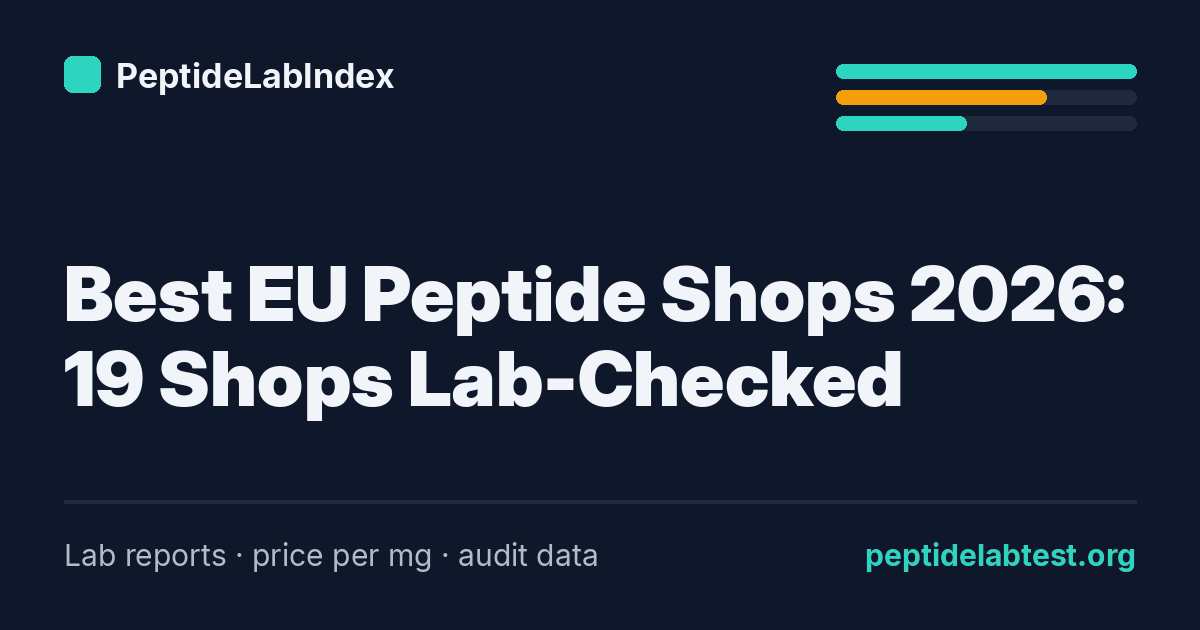 PeptideLabIndex
Best EU Peptide Shops 2026:
19 Shops Lab-Checked
Lab reports · price per mg · audit data
peptidelabtest.org